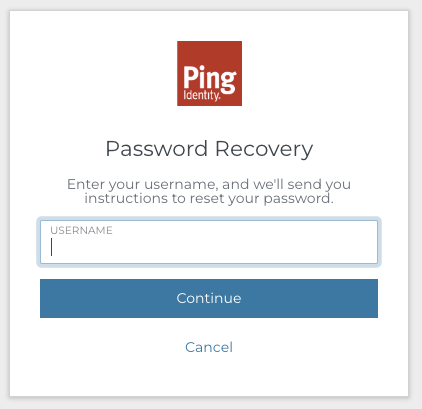 Ping
Identity.
Password Recovery
Enter your username, and we'll send you
instructions to reset your password.
USERNAME
Continue
Cancel